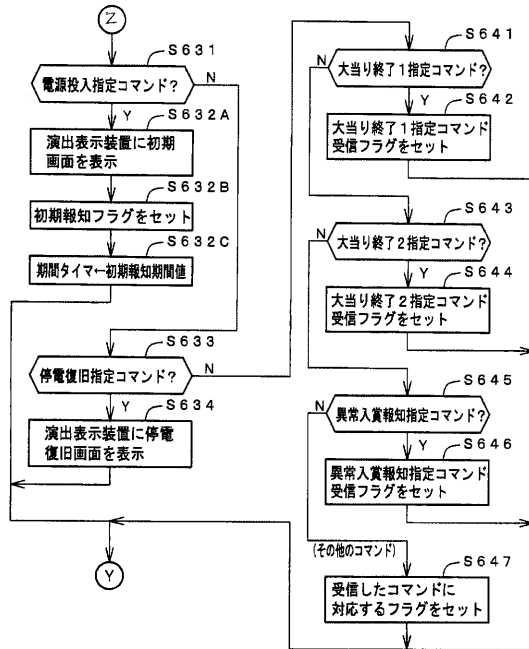 Z
S631
電源投入指定コマンド?
N
Y
S632A
演出表示装置に初期
画面を表示
S632B
初期報知フラグをセット
S632C
期間タイマ←初期報知期間値
S633
停電復旧指定コマンド?
N
Y
S634
演出表示装置に停電
復旧画面を表示
Y
S641
N
大当り終了1指定コマンド?
Y
S642
大当り終了1指定コマンド
受信フラグをセット
S643
N
大当り終了2指定コマンド?
Y
S644
大当り終了2指定コマンド
受信フラグをセット
S645
N
異常入賞報知指定コマンド?
Y
S646
異常入賞報知指定コマンド
受信フラグをセット
(その他のコマンド)
S647
受信したコマンドに
対応するフラグをセット